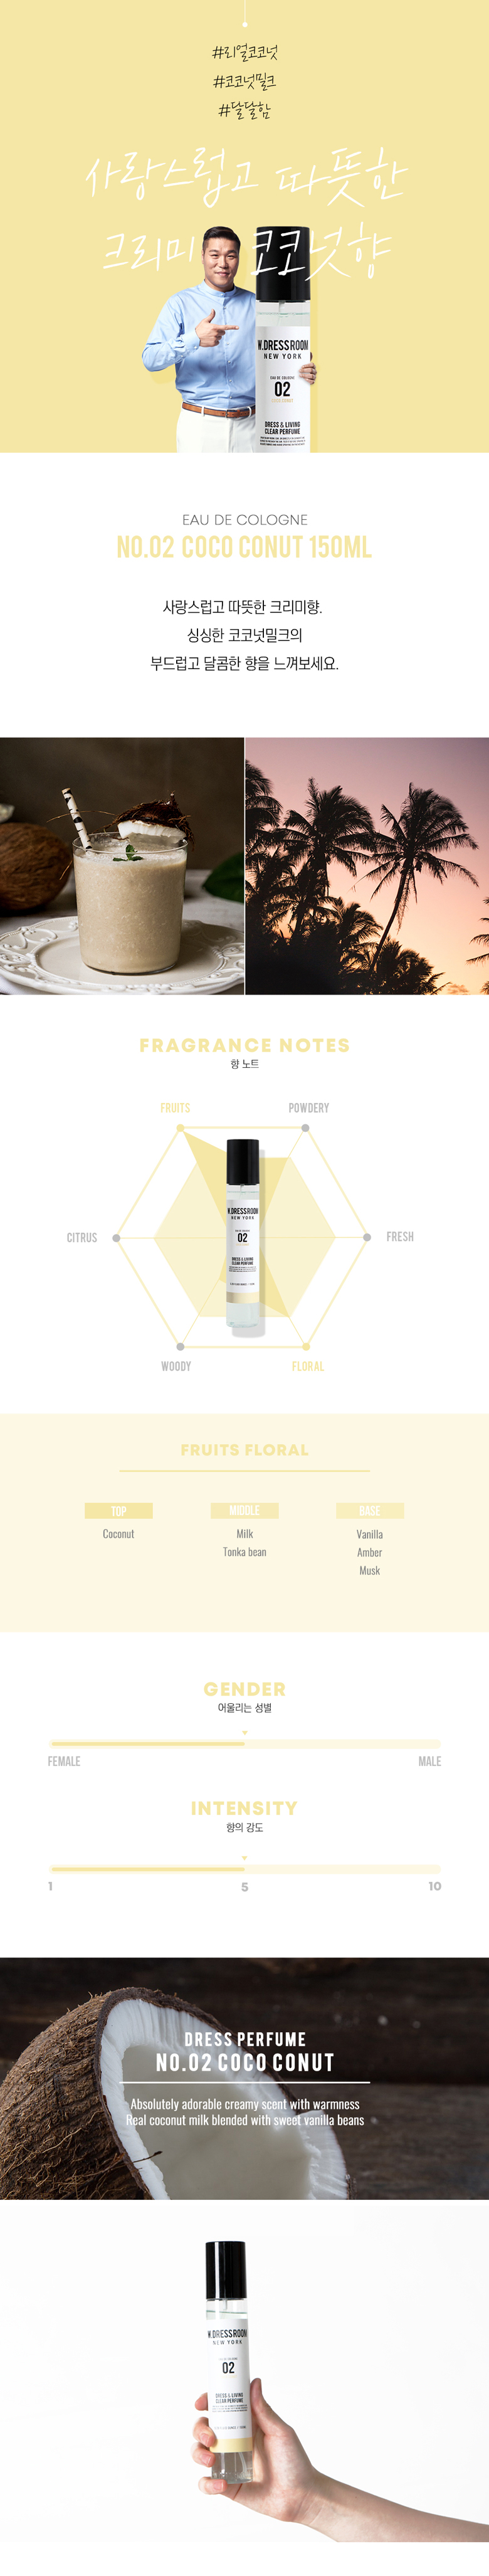 #리얼코코넛
#코코넛밀크
#달달함
사랑스럽고 따뜻한
크리미 코코넛향
W.DRESSROOM
NEW YORK
EAU DE COLOGNE
02
DRESS & LIVING
CLEAR PERFUME
EAU DE COLOGNE
NO.02 COCO CONUT 150ML
사랑스럽고 따뜻한 크리미향.
싱싱한 코코넛밀크의
부드럽고 달콤한 향을 느껴보세요.
FRAGRANCE NOTES
향 노트
FRUITS
POWDERY
CITRUS
FRESH
WOODY
FLORAL
W.DRESSROOM
NEW YORK
02
DRESS & LIVING
CLEAR PERFUME
FRUITS FLORAL
TOP
MIDDLE
BASE
Coconut
Milk
Vanilla
Tonka bean
Amber
Musk
GENDER
어울리는 성별
FEMALE
MALE
INTENSITY
향의 강도
1
5
10
DRESS PERFUME
NO.02 COCO CONUT
Absolutely adorable creamy scent with warmness
Real coconut milk blended with sweet vanilla beans
W.DRESSROOM
NEW YORK
02
DRESS & LIVING
CLEAR PERFUME